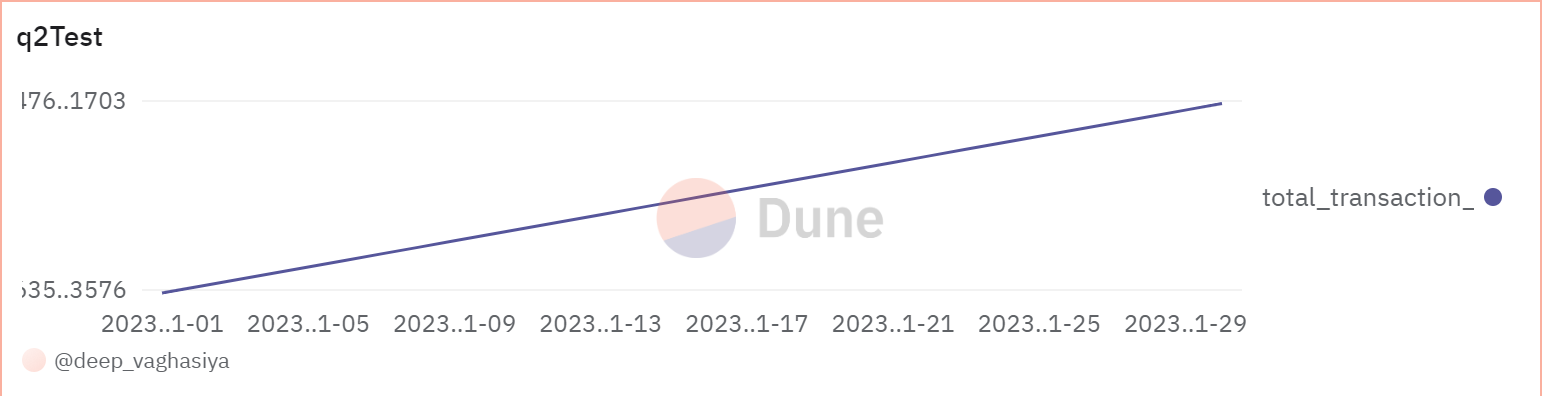 q2Test
476..1703
535..3576
Dune
total_transaction_
2023..1-01 2023..1-05 2023..1-09 2023..1-13 2023..1-17 2023..1-21 2023..1-25 2023..1-29
@deep_vaghasiya